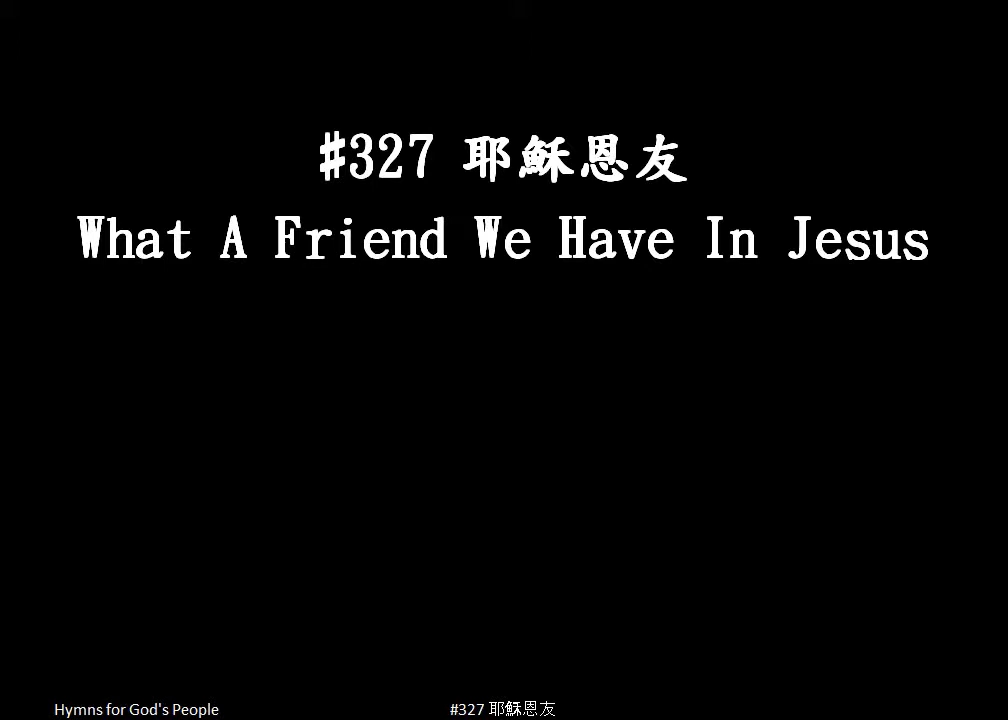 #327 耶穌恩友
What A Friend We Have In Jesus
Hymns for God's People
#327 耶穌恩友